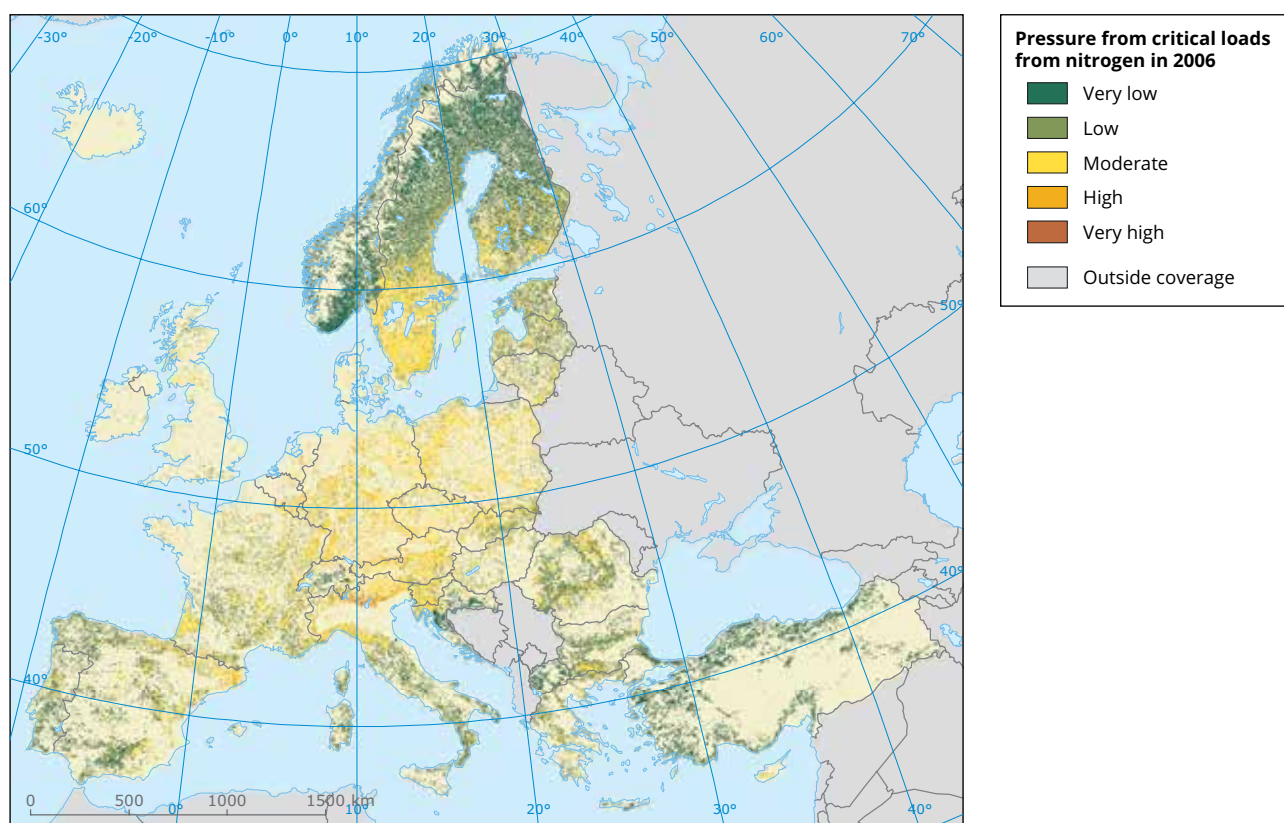 -30° -20° -10° 0° 10° 20° 30° 40° 50° 60° 70°
60°
50°
50°
40°
40°
0 500 1000 1500 km
0° 10° 20° 30° 40°
Pressure from critical loads
from nitrogen in 2006
Very low
Low
Moderate
High
Very high
Outside coverage